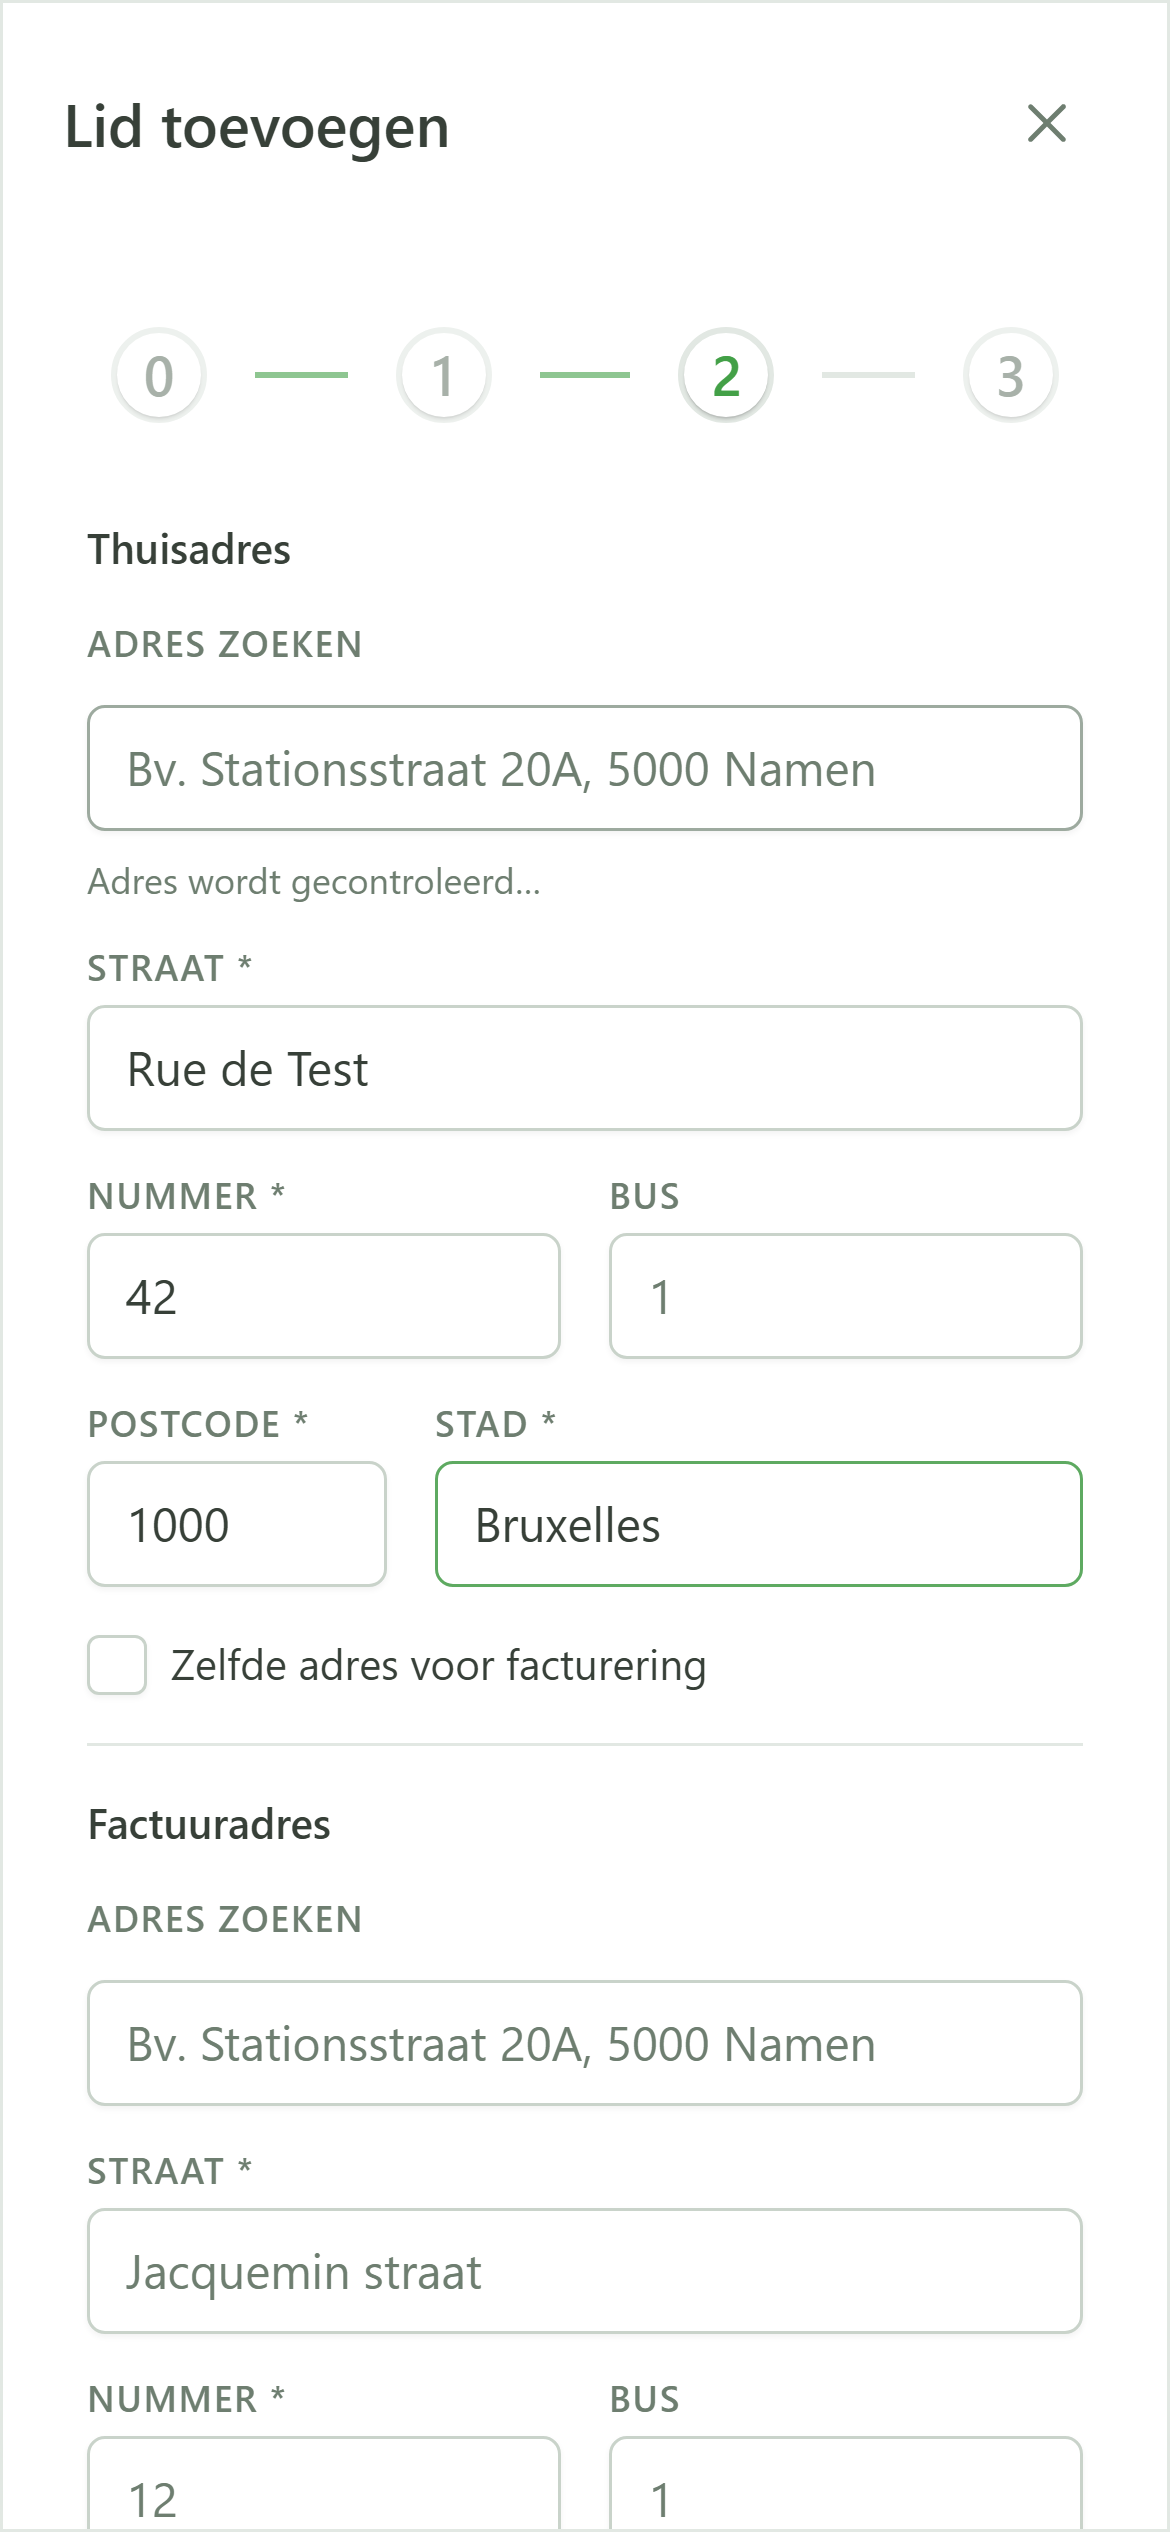 Lid toevoegen
0 1 2 3
Thuisadres
ADRES ZOEKEN
Bv. Stationsstraat 20A, 5000 Namen
Adres wordt gecontroleerd...
STRAAT *
Rue de Test
NUMMER * BUS
42 1
POSTCODE * STAD *
1000 Bruxelles
Zelfde adres voor facturering
Factuuradres
ADRES ZOEKEN
Bv. Stationsstraat 20A, 5000 Namen
STRAAT *
Jacquemin straat
NUMMER * BUS
12 1